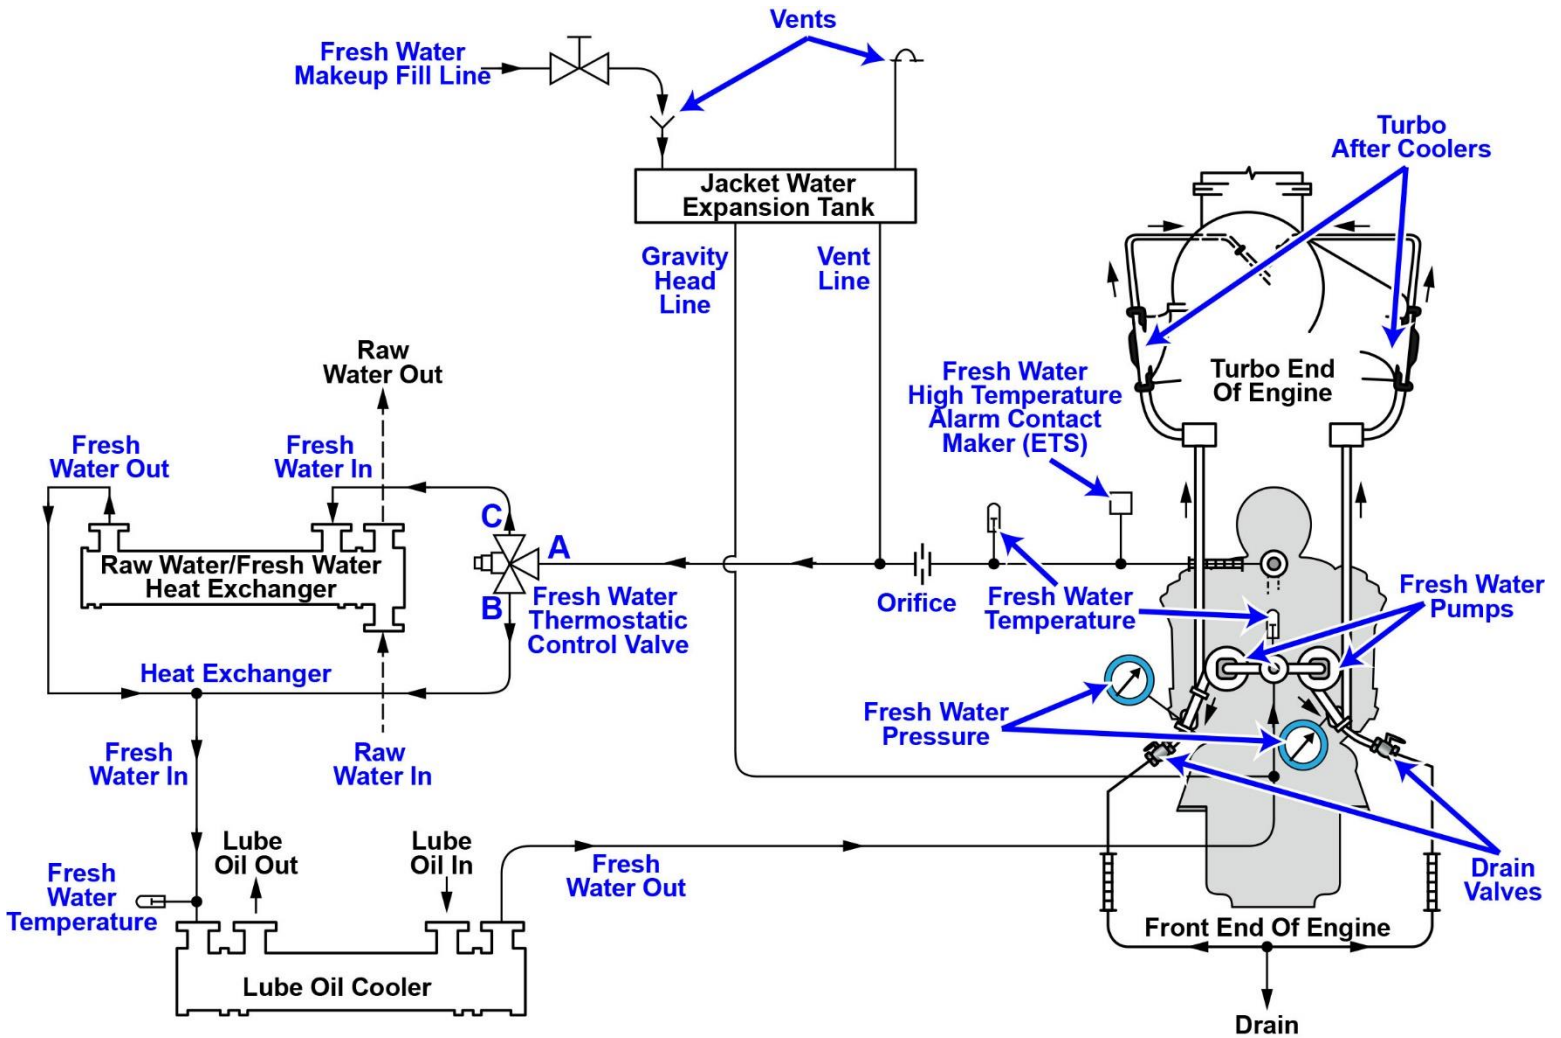 Vents
Fresh Water
Makeup Fill Line
Turbo
After Coolers
Jacket Water
Expansion Tank
Gravity
Head
Line
Vent
Line
Raw
Water Out
Fresh Water
High Temperature
Alarm Contact
Maker (ETS)
Turbo End
Of Engine
Fresh
Water Out
Fresh
Water In
C
A
B
Raw Water/Fresh Water
Heat Exchanger
Fresh Water
Thermostatic
Control Valve
Orifice
Fresh Water
Temperature
Fresh Water
Pumps
Heat Exchanger
Fresh Water
Pressure
Fresh
Water In
Raw
Water In
Lube
Oil Out
Lube
Oil In
Fresh
Water Out
Fresh
Water
Temperature
Drain
Valves
Front End Of Engine
Lube Oil Cooler
Drain